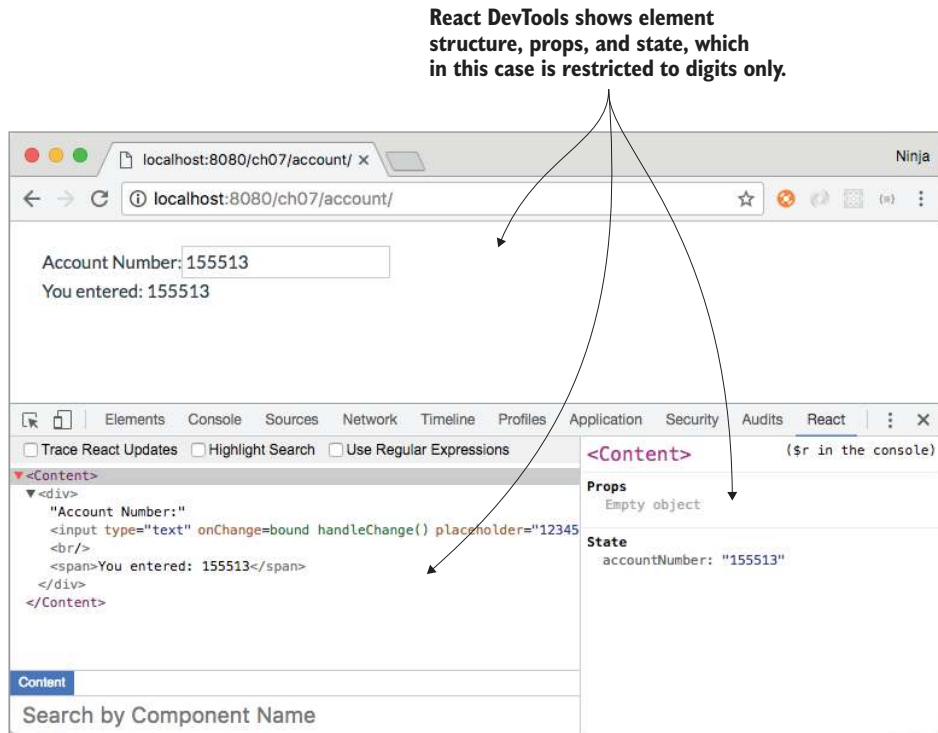 React DevTools shows element
structure, props, and state, which
in this case is restricted to digits only.
localhost:8080/ch07/account/ ×
Ninja
localhost:8080/ch07/account/
Account Number: 155513
You entered: 155513
Elements Console Sources Network Timeline Profiles Application Security Audits React
Trace React Updates Highlight Search Use Regular Expressions
<Content> ($r in the console)
<Content>
<div>
"Account Number:"
<input type="text" onChange=bound handleChange() placeholder="12345
<br/>
<span>You entered: 155513</span>
</div>
</Content>
Props
Empty object
State
accountNumber: "155513"
Content
Search by Component Name